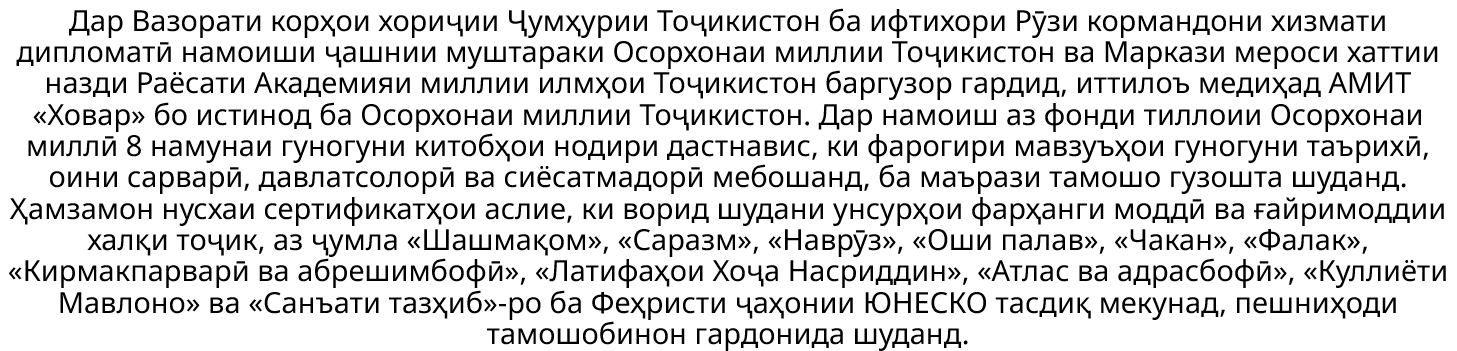 Дар Вазорати корҳои хориҷии Ҷумҳурии Тоҷикистон ба ифтихори Рӯзи кормандони хизмати
дипломатӣ намоиши ҷашнии муштараки Осорхонаи миллии Тоҷикистон ва Маркази мероси хаттии
назди Раёсати Академияи миллии илмҳои Тоҷикистон баргузор гардид, иттилоъ медиҳад АМИТ
«Ховар» бо истинод ба Осорхонаи миллии Тоҷикистон. Дар намоиш аз фонди тиллоии Осорхонаи
миллӣ 8 намунаи гуногуни китобҳои нодири дастнавис, ки фарогири мавзуъҳои гуногуни таърихӣ,
оини сарварӣ, давлатсолорӣ ва сиёсатмадорӣ мебошанд, ба маърази тамошо гузошта шуданд.
Ҳамзамон нусхаи сертификатҳои аслие, ки ворид шудани унсурҳои фарҳанги моддӣ ва ғайримоддии
халқи тоҷик, аз ҷумла «Шашмақом», «Саразм», «Наврӯз», «Оши палав», «Чакан», «Фалак»,
«Кирмакпарварӣ ва абрешимбофӣ», «Латифаҳои Хоҷа Насриддин», «Атлас ва адрасбофӣ», «Куллиёти
Мавлоно» ва «Санъати тазҳиб»-ро ба Феҳристи ҷаҳонии ЮНЕСКО тасдиқ мекунад, пешниҳоди
тамошобинон гардонида шуданд.